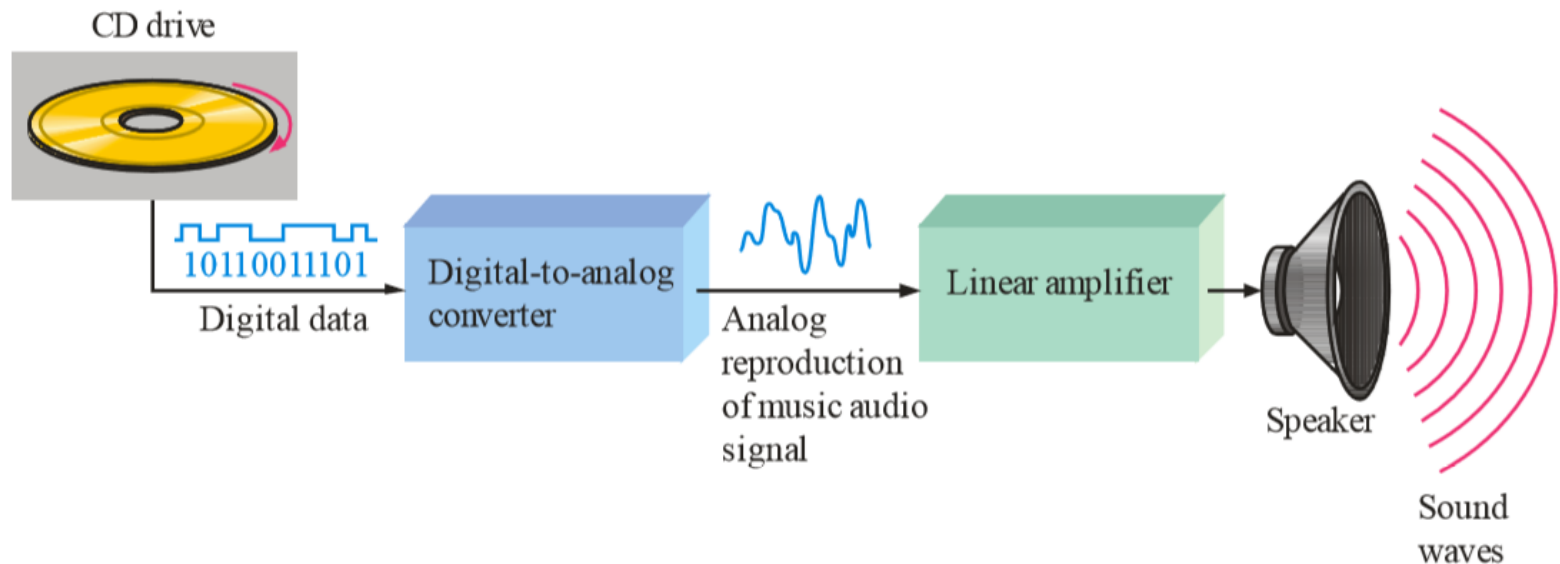 CD drive
10110011101
Digital data
Digital-to-analog
converter
Analog
reproduction
of music audio
signal
Linear amplifier
Speaker
Sound
waves